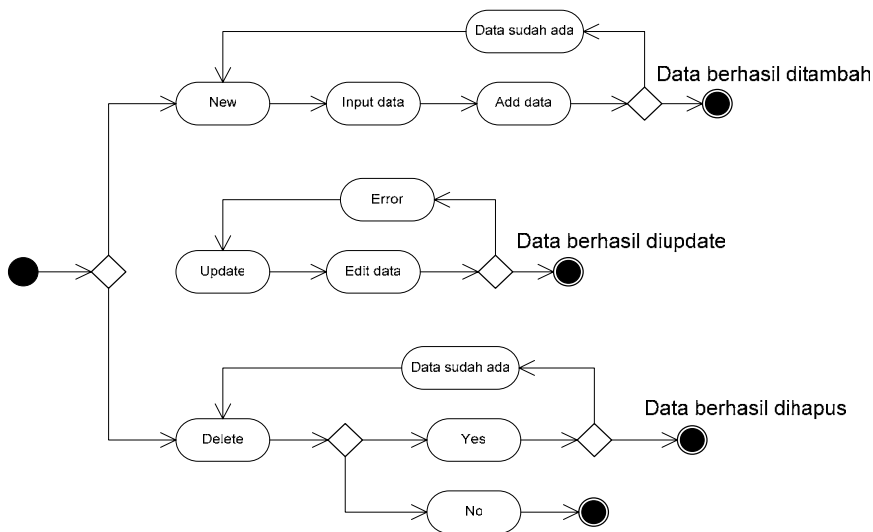 Data sudah ada
Data berhasil ditambah
New
Input data
Add data
Error
Data berhasil diupdate
Update
Edit data
Data sudah ada
Data berhasil dihapus
Delete
Yes
No